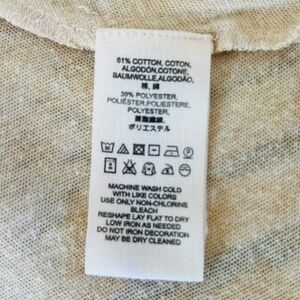 61% COTTON, COTON,
ALGODÓN,COTONE,
BAUMWOLLE,ALGODÃO,
棉, 綿
39% POLYESTER,
POLIÉSTER,POLIESTERE,
POLYESTER,
聚酯纖維,
ポリエステル
MACHINE WASH COLD
WITH LIKE COLORS
USE ONLY NON-CHLORINE
BLEACH
RESHAPE LAY FLAT TO DRY
LOW IRON AS NEEDED
DO NOT IRON DECORATION
MAY BE DRY CLEANED